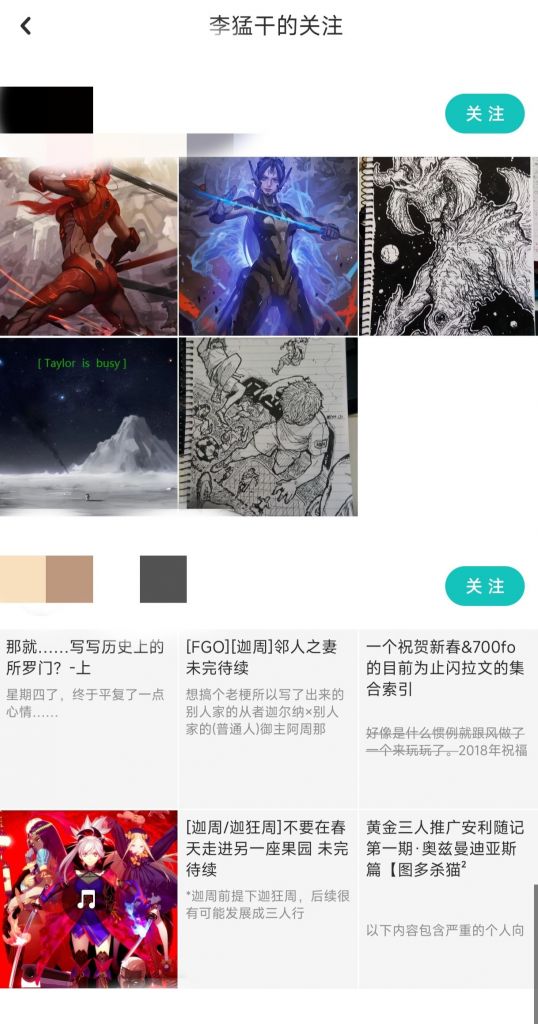 李猛干的关注
关注
[ Taylor is busy ]
关注
那就……写写历史上的
所罗门？-上
星期四了，终于平复了一点
心情……
[FGO][迦周]邻人之妻
未完待续
想搞个老梗所以写了出来的
别人家的从者迦尔纳×别人
家的(普通人)御主阿周那
一个祝贺新春&700fo
的目前为止闪拉文的集
合索引
好像是什么惯例就跟风做了
一个来玩玩了。2018年祝福
[迦周/迦狂周]不要在春
天走进另一座果园 未完
待续
*迦周前提下迦狂周，后续很
有可能发展成三人行
黄金三人推广安利随记
第一期·奥兹曼迪亚斯
篇【图多杀猫²
以下内容包含严重的个人向